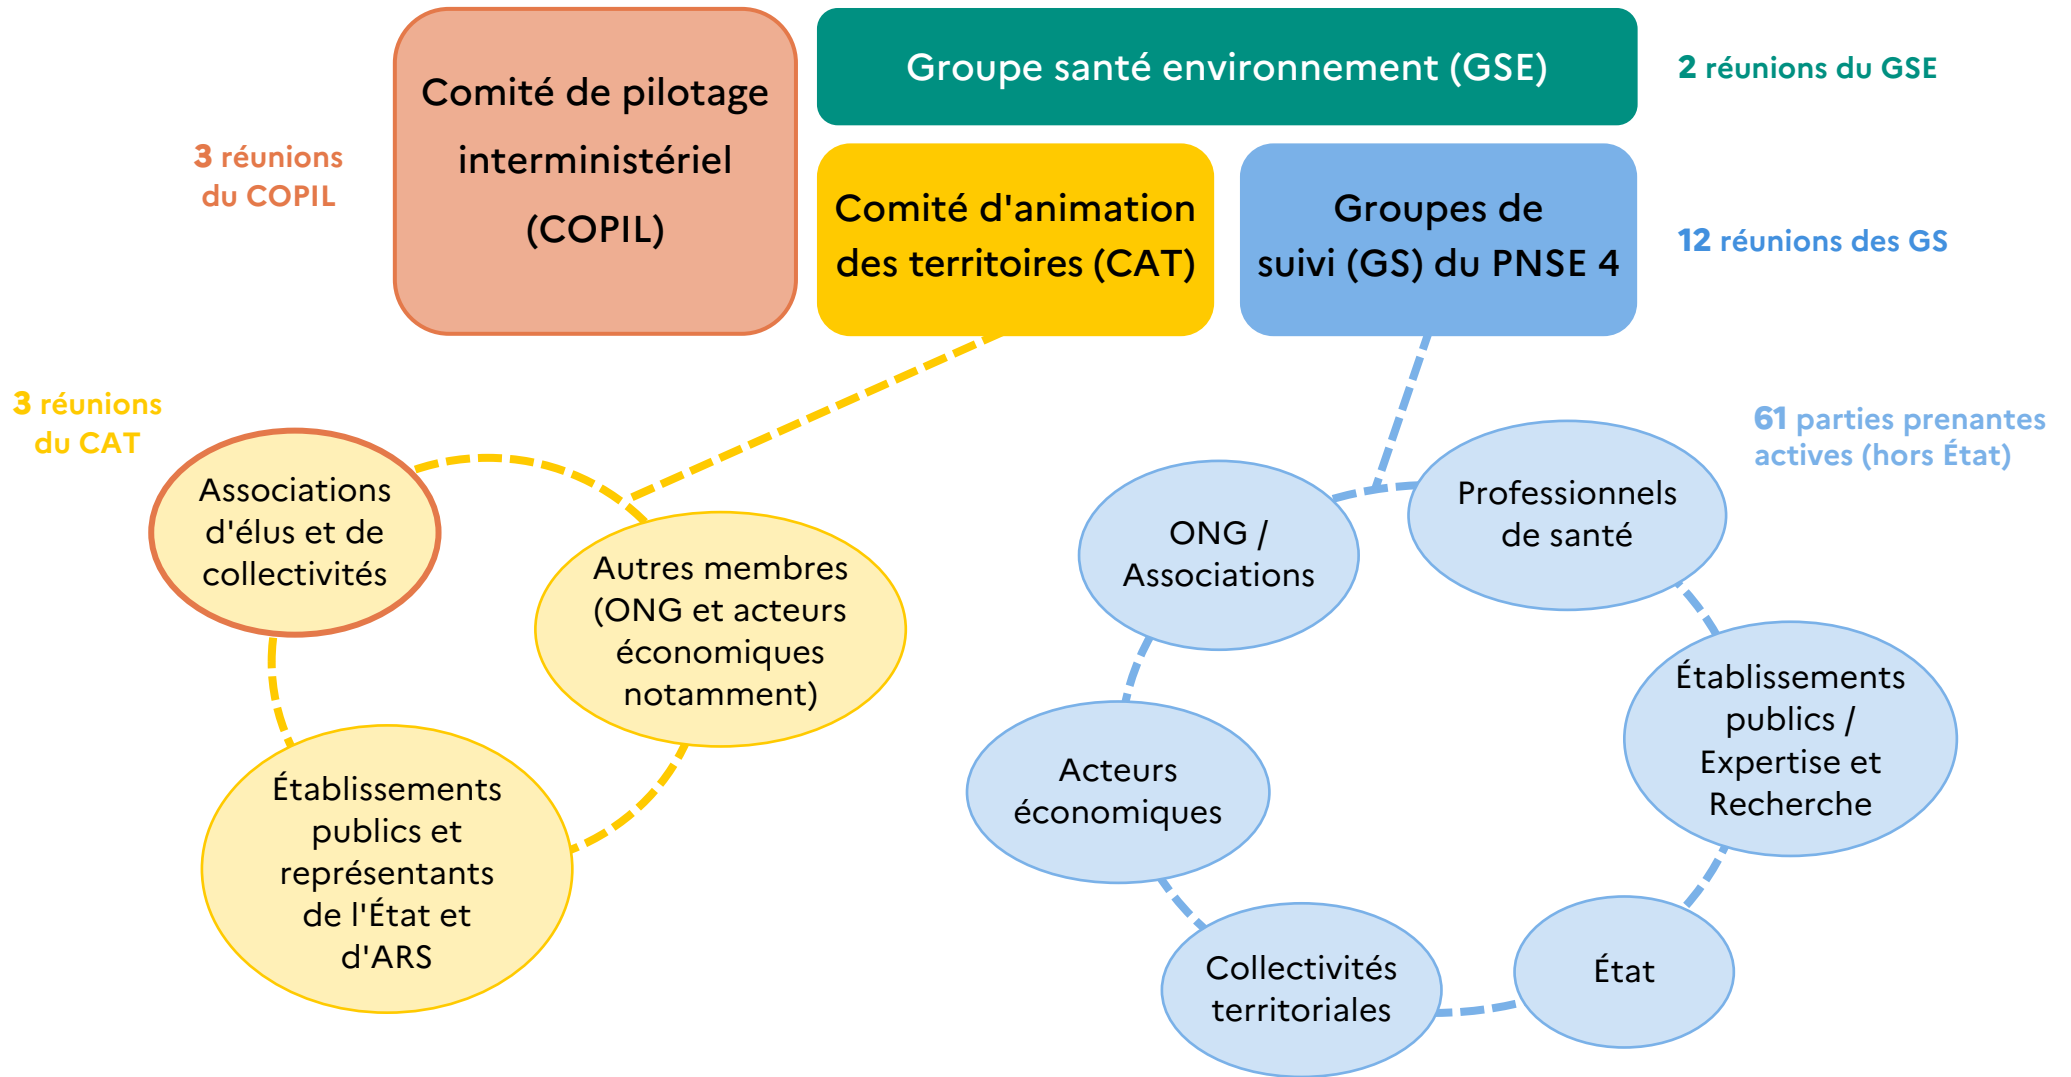 Comité de pilotage
interministériel
(COPIL)
3 réunions
du COPIL
Groupe santé environnement (GSE)
2 réunions du GSE
Comité d'animation
des territoires (CAT)
Groupes de
suivi (GS) du PNSE 4
12 réunions des GS
3 réunions
du CAT
Associations
d'élus et de
collectivités
Autres membres
(ONG et acteurs
économiques
notamment)
Établissements
publics et
représentants
de l'État et
d'ARS
61 parties prenantes
actives (hors État)
ONG /
Associations
Professionnels
de santé
Établissements
publics /
Expertise et
Recherche
Acteurs
économiques
Collectivités
territoriales
État